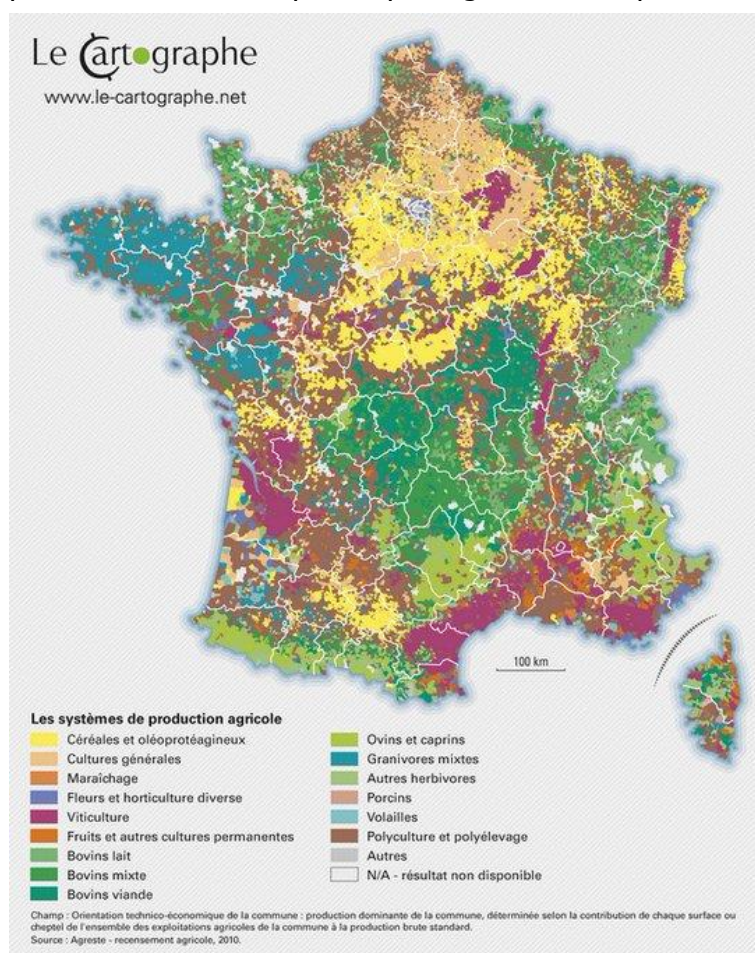 Le Cartographe
www.le-cartographe.net
100 km
Les systèmes de production agricole
Céréales et oléoprotéagineux
Cultures générales
Maraîchage
Fleurs et horticulture diverse
Viticulture
Fruits et autres cultures permanentes
Bovins lait
Bovins mixte
Bovins viande
Ovins et caprins
Granivores mixtes
Autres herbivores
Porcins
Volailles
Polyculture et polyélevage
Autres
N/A - résultat non disponible
Champ : Orientation technico-économique de la commune : production dominante de la commune, déterminée selon la contribution de chaque surface ou
cheptel de l'ensemble des exploitations agricoles de la commune à la production brute standard.
Source : Agreste - recensement agricole, 2010.